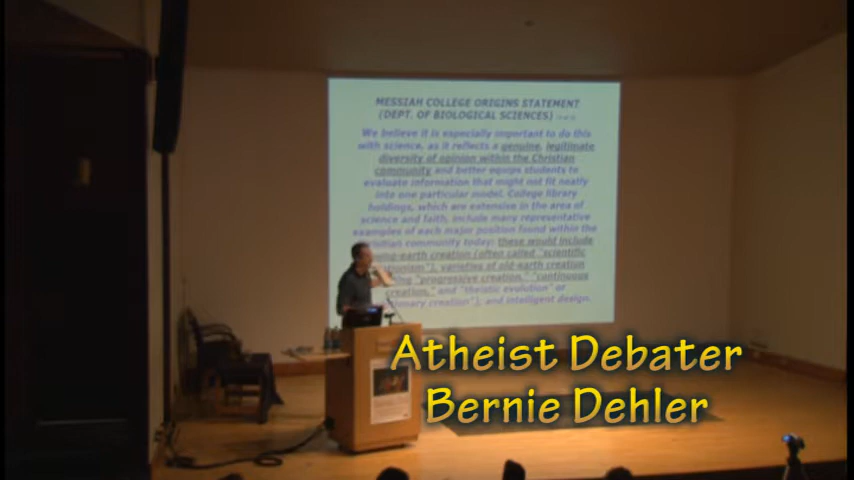 MESSIAH COLLEGE ORIGINS STATEMENT
(DEPT. OF BIOLOGICAL SCIENCES)
We believe it is especially important to do this
with science, as it reflects a genuine, legitimate
diversity of opinion within the Christian
community and better equips students to
evaluate information that might not fit neatly
into one particular model. College library
holdings, which are extensive in the area of
science and faith, include many representative
examples of each major position found within the
community today: these would include
earth creation (often called "scientific
varieties of old-earth creation
"progressive creation," "continuous
creation," and "theistic evolution" or
creation"), and intelligent design.
Atheist Debater
Bernie Dehler